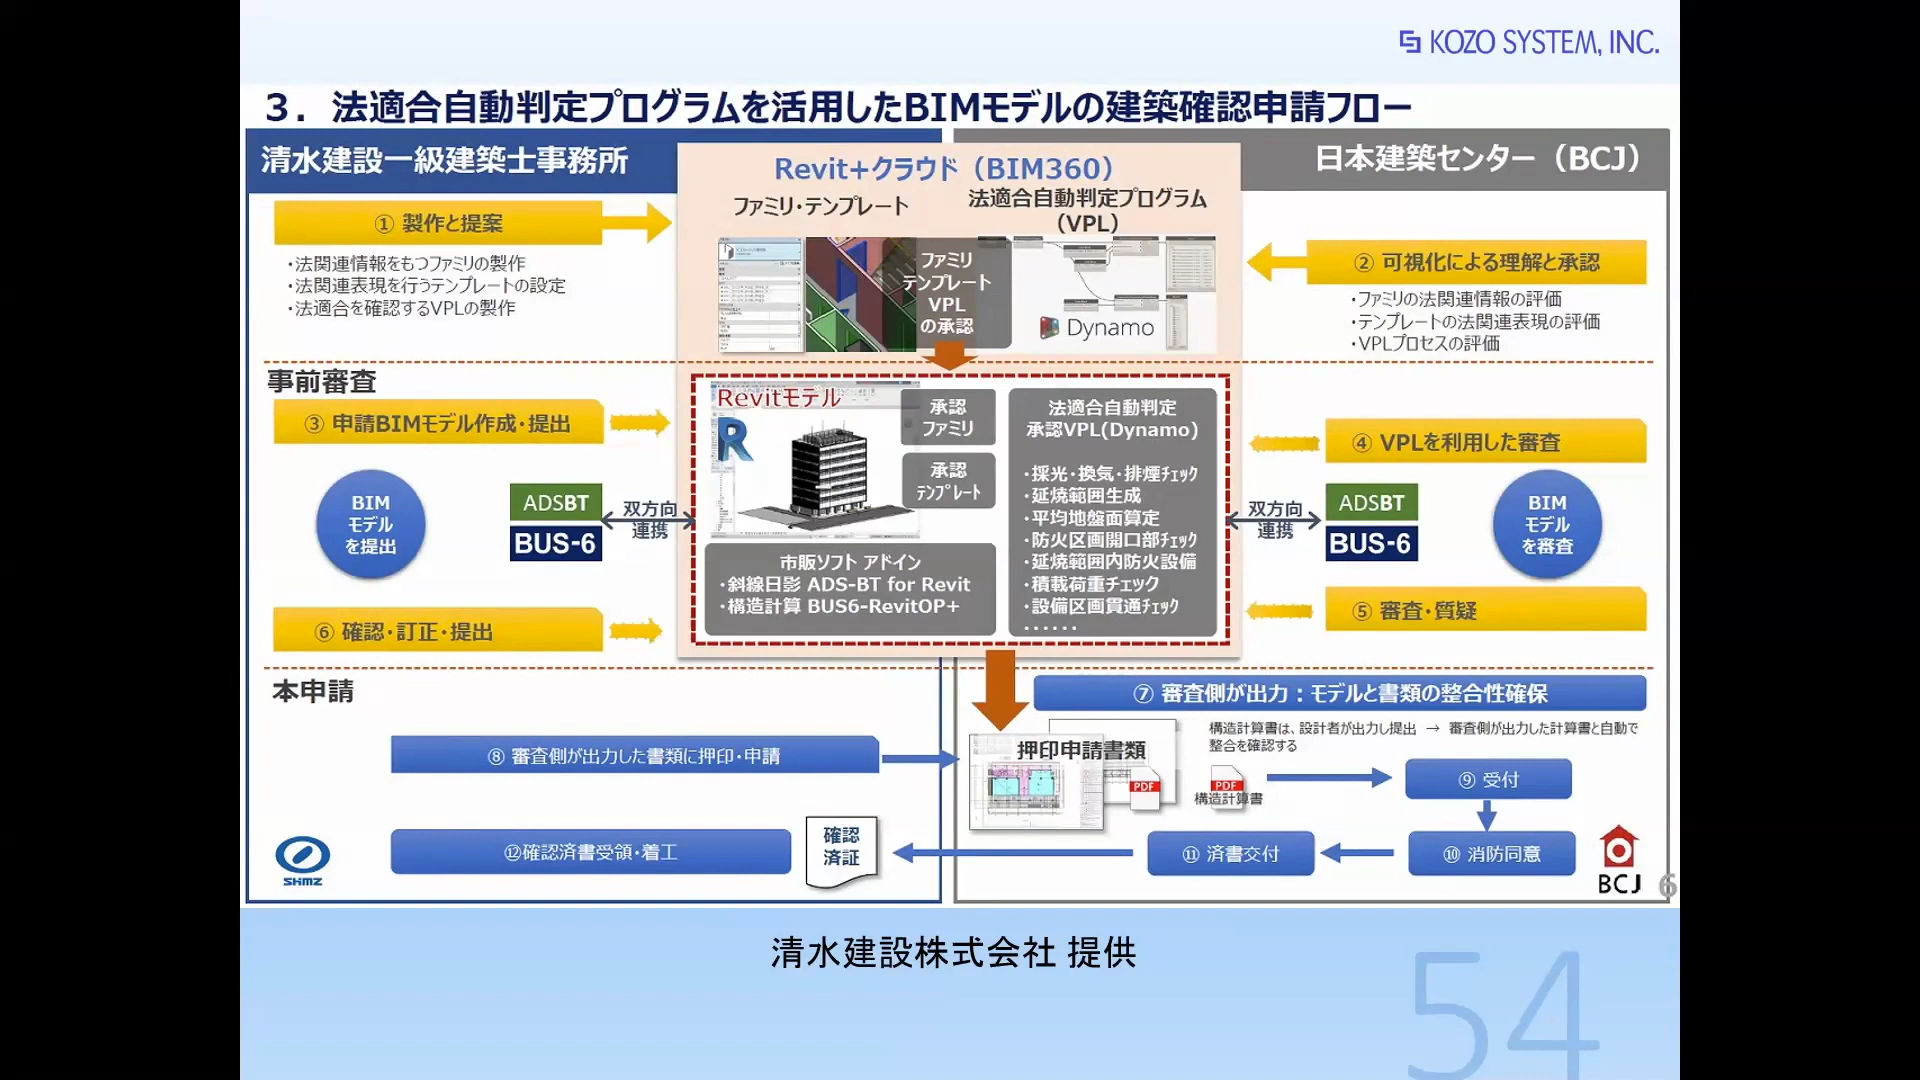 KOZO SYSTEM, INC.
3．法適合自動判定プログラムを活用したBIMモデルの建築確認申請フロー
清水建設一級建築士事務所
日本建築センター（BCJ）
Revit+クラウド（BIM360）
ファミリ・テンプレート
法適合自動判定プログラム
（VPL）
① 製作と提案
・法関連情報をもつファミリの製作
・法関連表現を行うテンプレートの設定
・法適合を確認するVPLの製作
ファミリ
テンプレート
VPL
の承認
Dynamo
② 可視化による理解と承認
・ファミリの法関連情報の評価
・テンプレートの法関連表現の評価
・VPLプロセスの評価
事前審査
③ 申請BIMモデル作成・提出
BIM
モデル
を提出
ADSBT
BUS-6
双方向
連携
⑥ 確認・訂正・提出
Revitモデル
承認
ファミリ
承認
テンプレート
市販ソフト アドイン
・斜線日影 ADS-BT for Revit
・構造計算 BUS6-RevitOP+
法適合自動判定
承認VPL(Dynamo)
・採光・換気・排煙チェック
・延焼範囲生成
・平均地盤面算定
・防火区画開口部チェック
・延焼範囲内防火設備
・積載荷重チェック
・設備区画貫通チェック
・・・・・・
双方向
連携
④ VPLを利用した審査
ADSBT
BUS-6
BIM
モデル
を審査
⑤ 審査・質疑
本申請
⑦ 審査側が出力：モデルと書類の整合性確保
構造計算書は、設計者が出力し提出 → 審査側が出力した計算書と自動で
整合を確認する
⑧ 審査側が出力した書類に押印・申請
押印申請書類
PDF
PDF
構造計算書
⑨ 受付
⑩ 消防同意
⑪ 済書交付
確認
済証
⑫確認済書受領・着工
SHMZ
BCJ
6
清水建設株式会社 提供
54